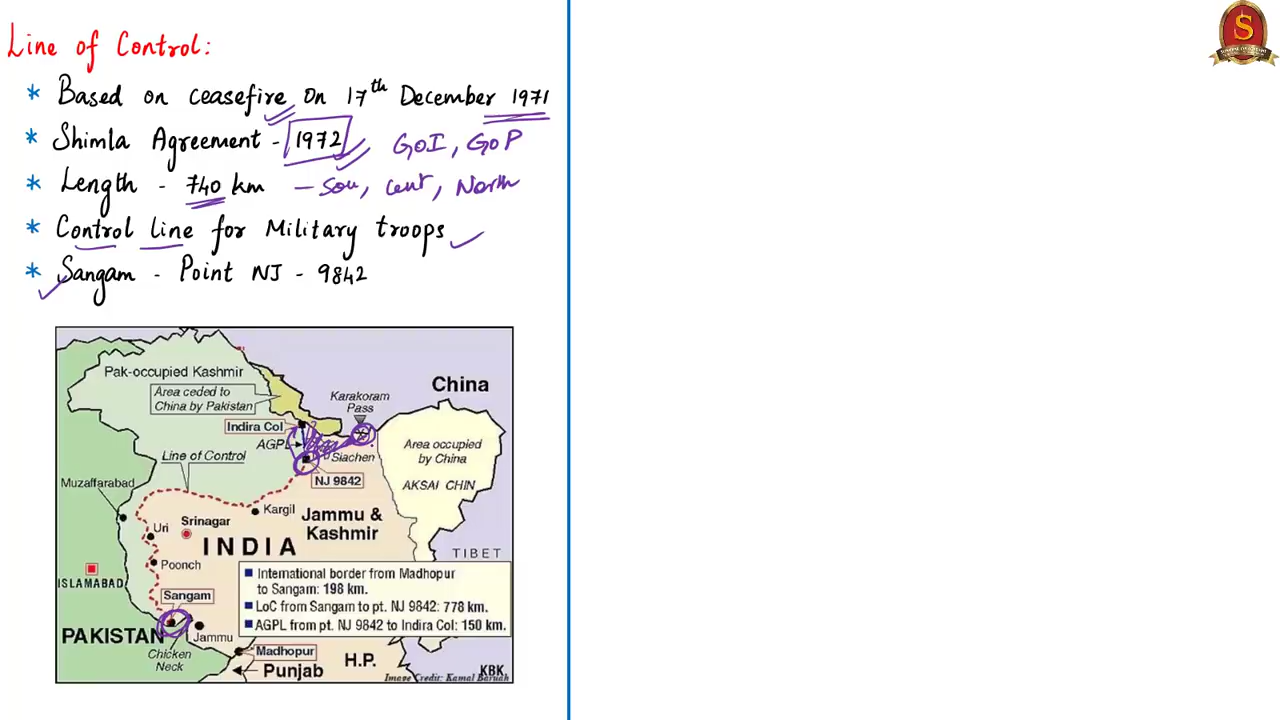 Line of Control:
* Based on ceasefire on 17th December 1971
* Shimla Agreement - 1972 GOI, GOP
* Length - 740 km - Sou, Cent, North
* Control line for Military troops
* Sangam - Point NJ - 9842
S
Pak-occupied Kashmir
Area ceded to
China by Pakistan
Karakoram
Pass
China
Indira Col
AGPL
Siachen
Area occupied
by China
AKSAI CHIN
Line of Control
NJ 9842
Muzaffarabad
Kargil
Jammu &
Kashmir
Uri
Srinagar
INDIA
Poonch
TIBET
ISLAMABAD
Sangam
■ International border from Madhopur
to Sangam: 198 km.
■ LoC from Sangam to pt. NJ 9842: 778 km.
■ AGPL from pt. NJ 9842 to Indira Col: 150 km.
PAKISTAN
Jammu
Chicken
Neck
Madhopur
Punjab
H.P.
KBK
Image Credit: Kamal Baruah